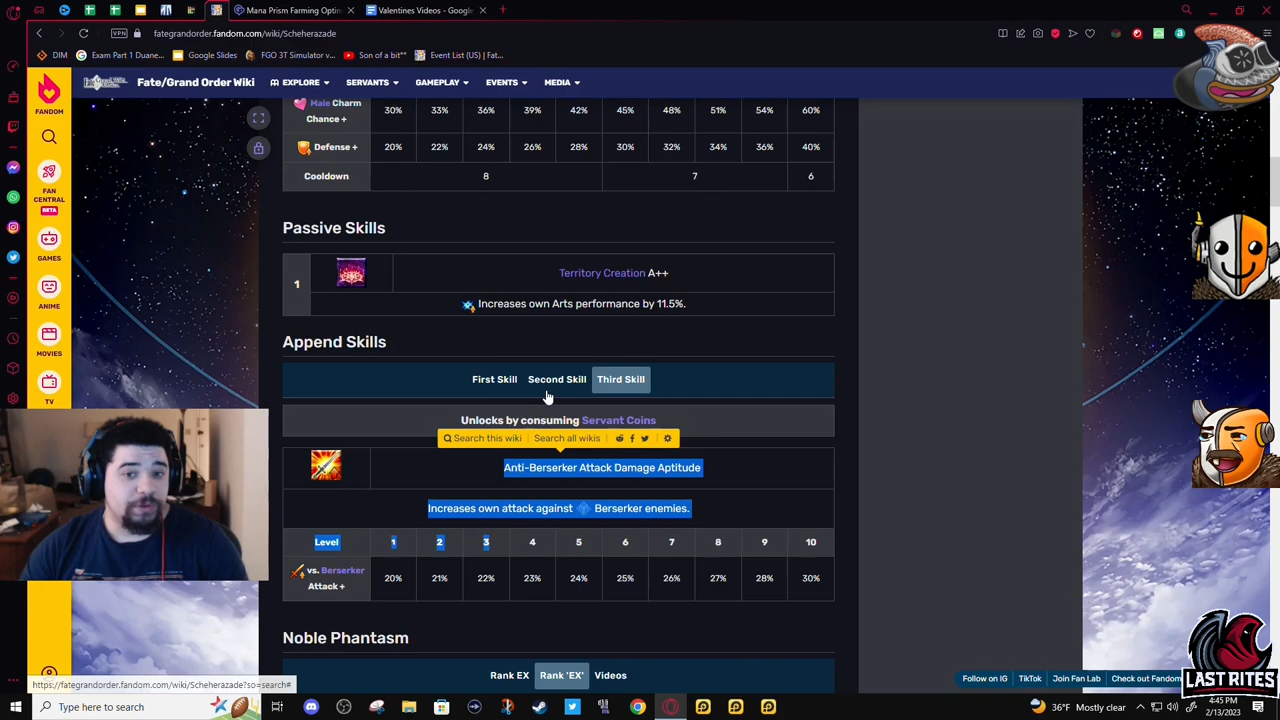 Mana Prism Farming Optim
Valentines Videos - Google
VPN
fategrandorder.fandom.com/wiki/Scheherazade
DIM
Exam Part 1 Duane...
Google Slides
FGO 3T Simulator v...
Son of a bit**
Event List (US) | Fat...
FANDOM
FAN CENTRAL
BETA
GAMES
ANIME
MOVIES
TV
Fate/Grand Order Wiki
EXPLORE
SERVANTS
GAMEPLAY
EVENTS
MEDIA
Male Charm
Chance +
30% 33% 36% 42% 45% 48% 51% 54%
Defense +
20% 22% 24% 26% 28% 30% 32% 34% 36% 40%
Cooldown 8 7 6
Passive Skills
1
Territory Creation A++
Increases own Arts performance by 11.5%.
Append Skills
First Skill Second Skill Third Skill
Unlocks by consuming Servant Coins
Search this wiki Search all wikis
Anti-Berserker Attack Damage Aptitude
Increases own attack against Berserker enemies.
Level 1 2 3 4 5 6 7 8 9 10
vs. Berserker
Attack +
20% 21% 22% 23% 24% 25% 26% 27% 28% 30%
Noble Phantasm
Rank EX Rank 'EX' Videos
https://fategrandorder.fandom.com/wiki/Scheherazade?so=search#
Follow on IG
TikTok
Join Fan Lab
Check out Fandom
LAST RITES
Type here to search
36°F Mostly clear
4:45 PM
2/13/2023